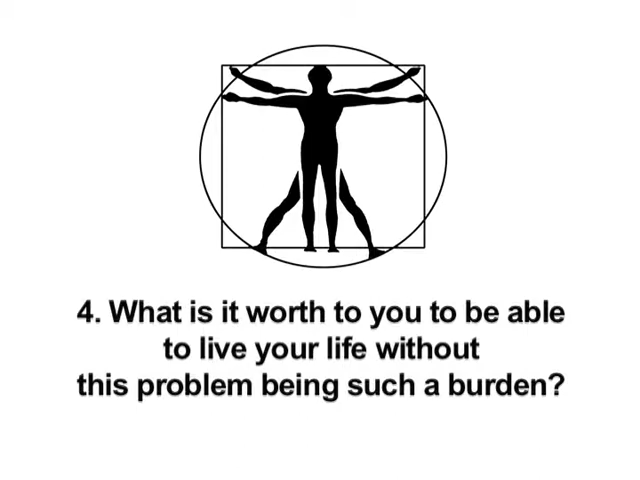 4. What is it worth to you to be able
to live your life without
this problem being such a burden?